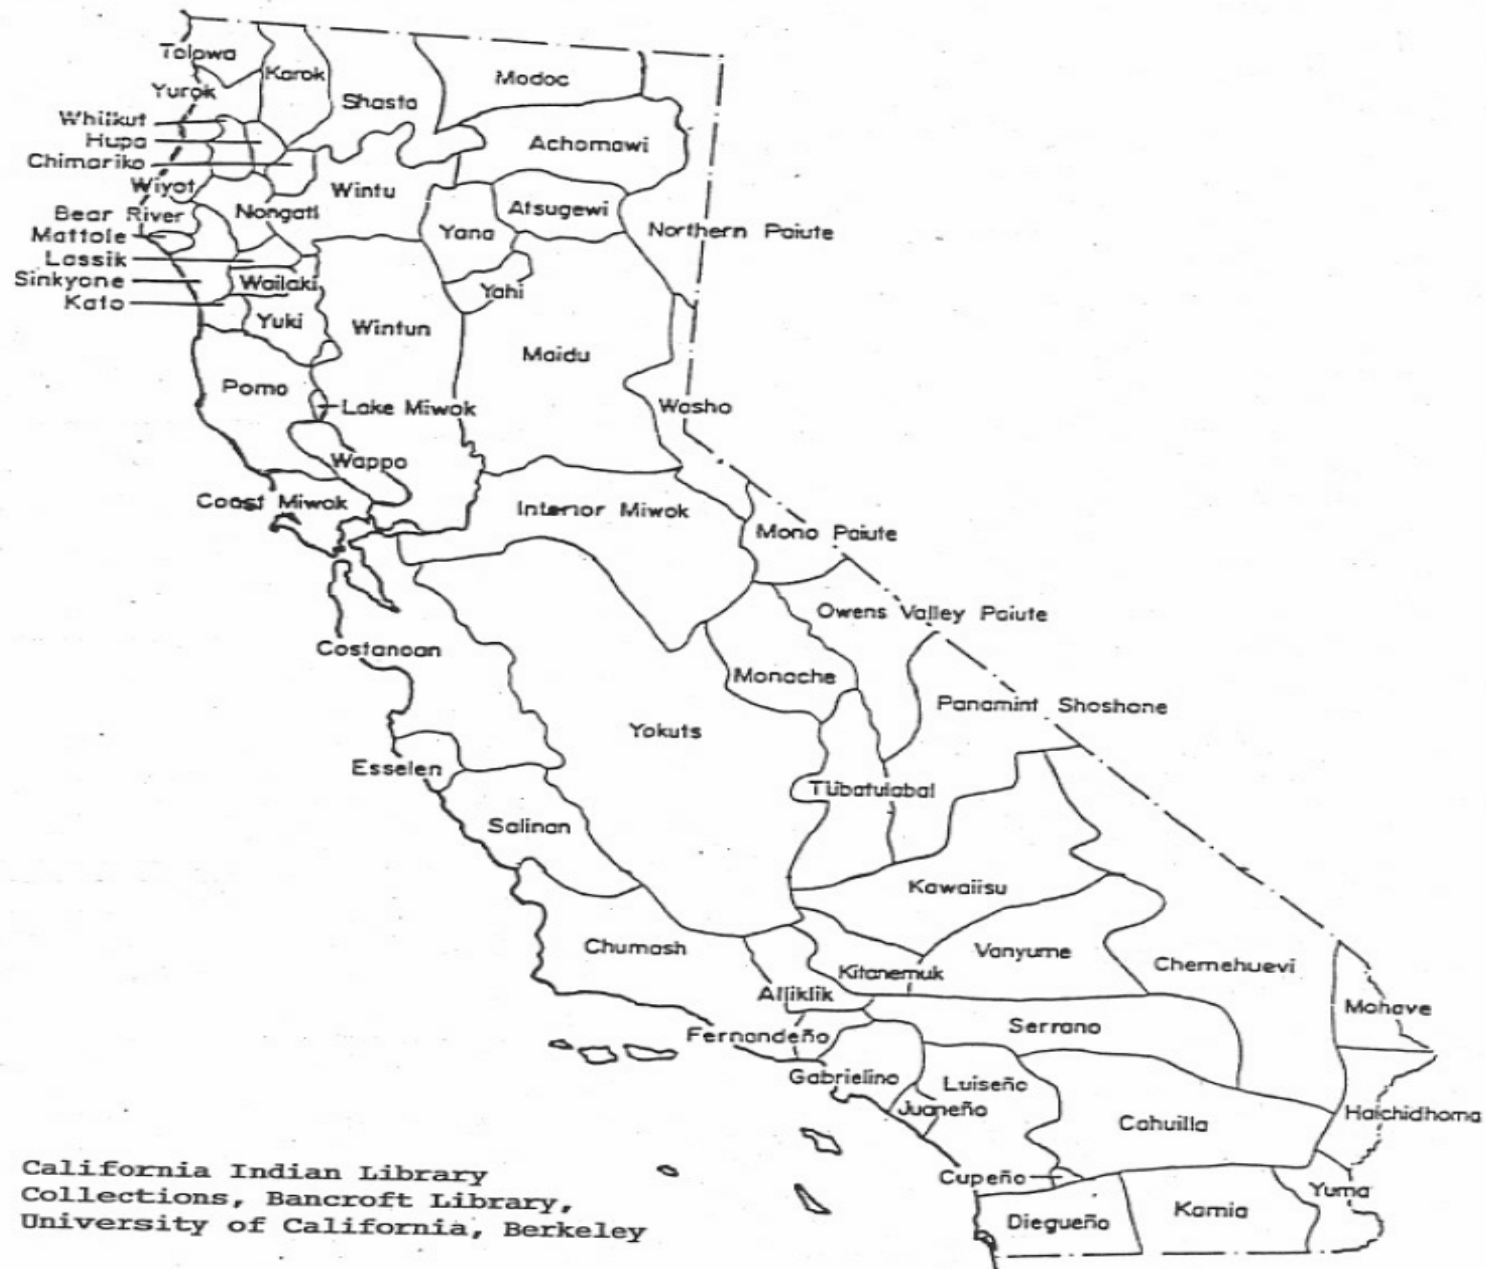 Tolowa
Karok
Modoc
Yurok
Shasta
Whilkut
Hupa
Achomawi
Chimariko
Wiyot
Wintu
Atsugewi
Bear River
Nongatl
Yana
Northern Paiute
Mattole
Lassik
Sinkyone
Wailaki
Yahi
Kato
Yuki
Wintun
Maidu
Pomo
Lake Miwok
Washo
Wappo
Coast Miwok
Interior Miwok
Mono Paiute
Owens Valley Paiute
Costanoan
Monache
Panamint Shoshone
Yokuts
Esselen
Tübatulabal
Salinan
Kawaiisu
Chumash
Vanyume
Kitanemuk
Chemehuevi
Alliklik
Mohave
Fernandeño
Serrano
Gabrielino
Luiseño
Juaneño
Cahuilla
Halchidhoma
Cupeño
Yuma
Diegueño
Kamia
California Indian Library
Collections, Bancroft Library,
University of California, Berkeley